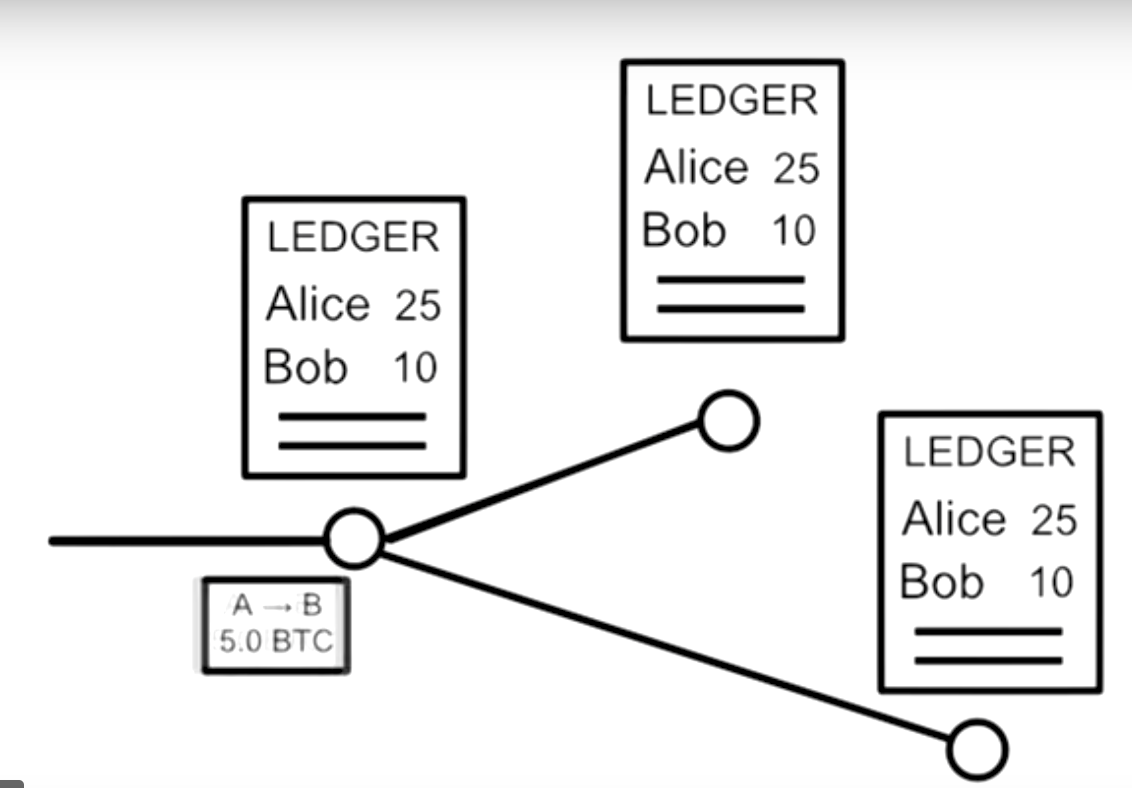 LEDGER
Alice 25
Bob 10
LEDGER
Alice 25
Bob 10
A → B
5.0 BTC
LEDGER
Alice 25
Bob 10